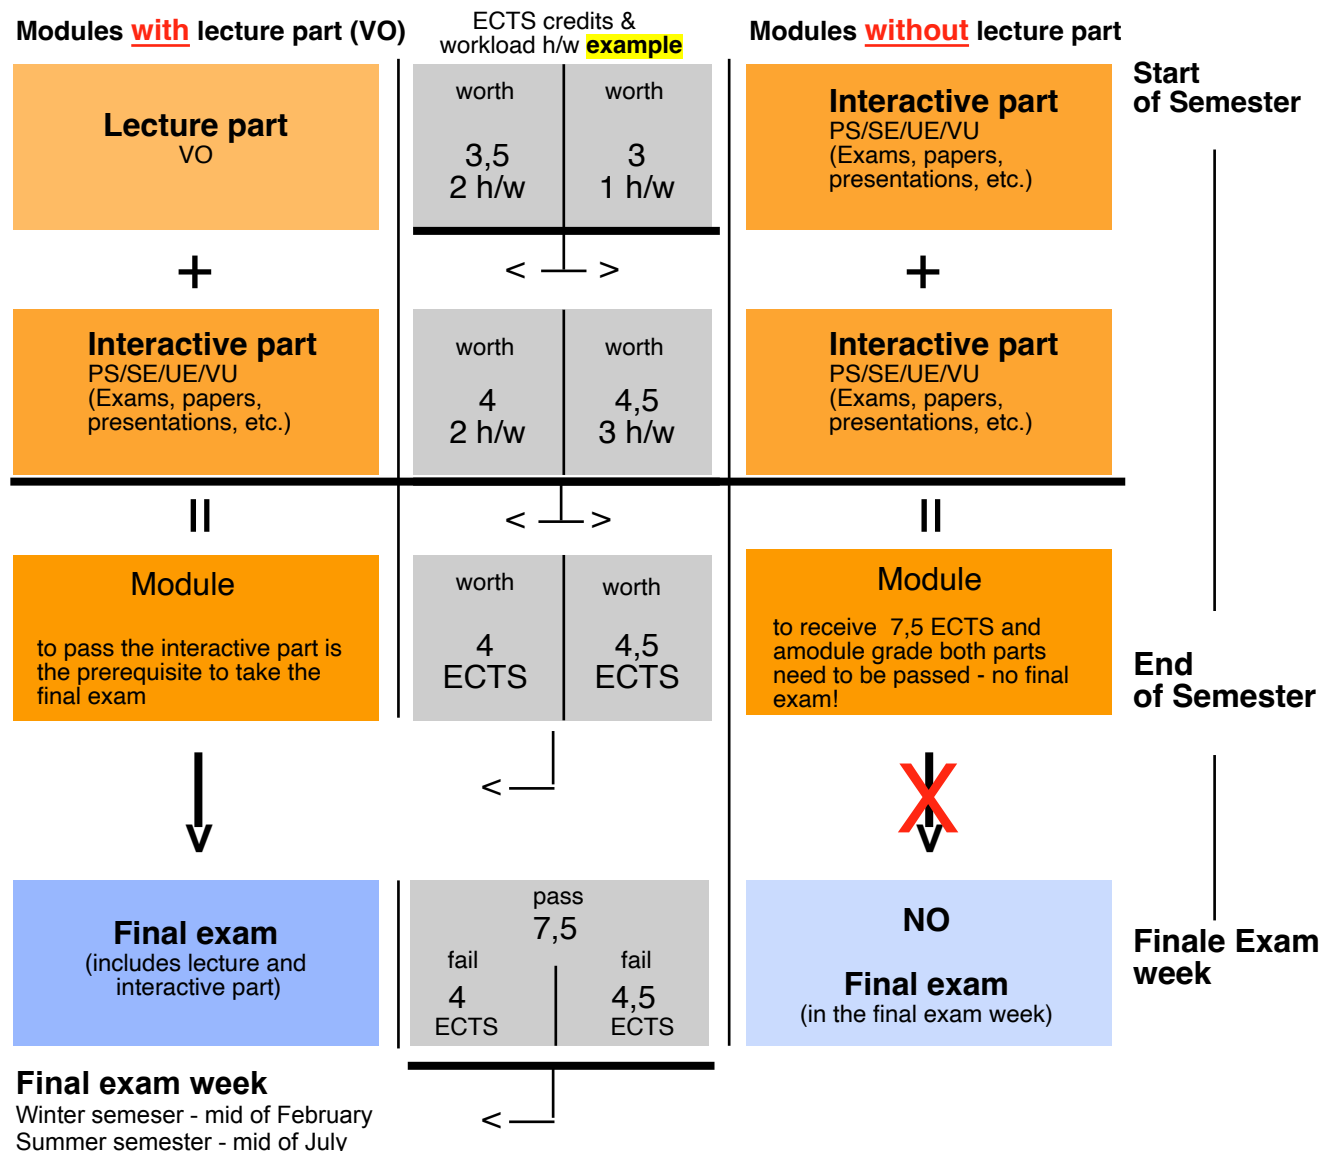 Modules with lecture part (VO)
ECTS credits &
workload h/w example
Modules without lecture part
Start
of Semester
Lecture part
VO
worth
3,5
2 h/w
worth
3
1 h/w
Interactive part
PS/SE/UE/VU
(Exams, papers,
presentations, etc.)
+
< >
+
Interactive part
PS/SE/UE/VU
(Exams, papers,
presentations, etc.)
worth
4
2 h/w
worth
4,5
3 h/w
Interactive part
PS/SE/UE/VU
(Exams, papers,
presentations, etc.)
=
< >
=
Module
to pass the interactive part is
the prerequisite to take the
final exam
worth
4
ECTS
worth
4,5
ECTS
Module
to receive 7,5 ECTS and
amodule grade both parts
need to be passed - no final
exam!
End
of Semester
<
X
Final exam
(includes lecture and
interactive part)
pass
7,5
fail
4
ECTS
fail
4,5
ECTS
NO
Final exam
(in the final exam week)
Finale Exam
week
Final exam week
Winter semeser - mid of February
Summer semester - mid of July
<